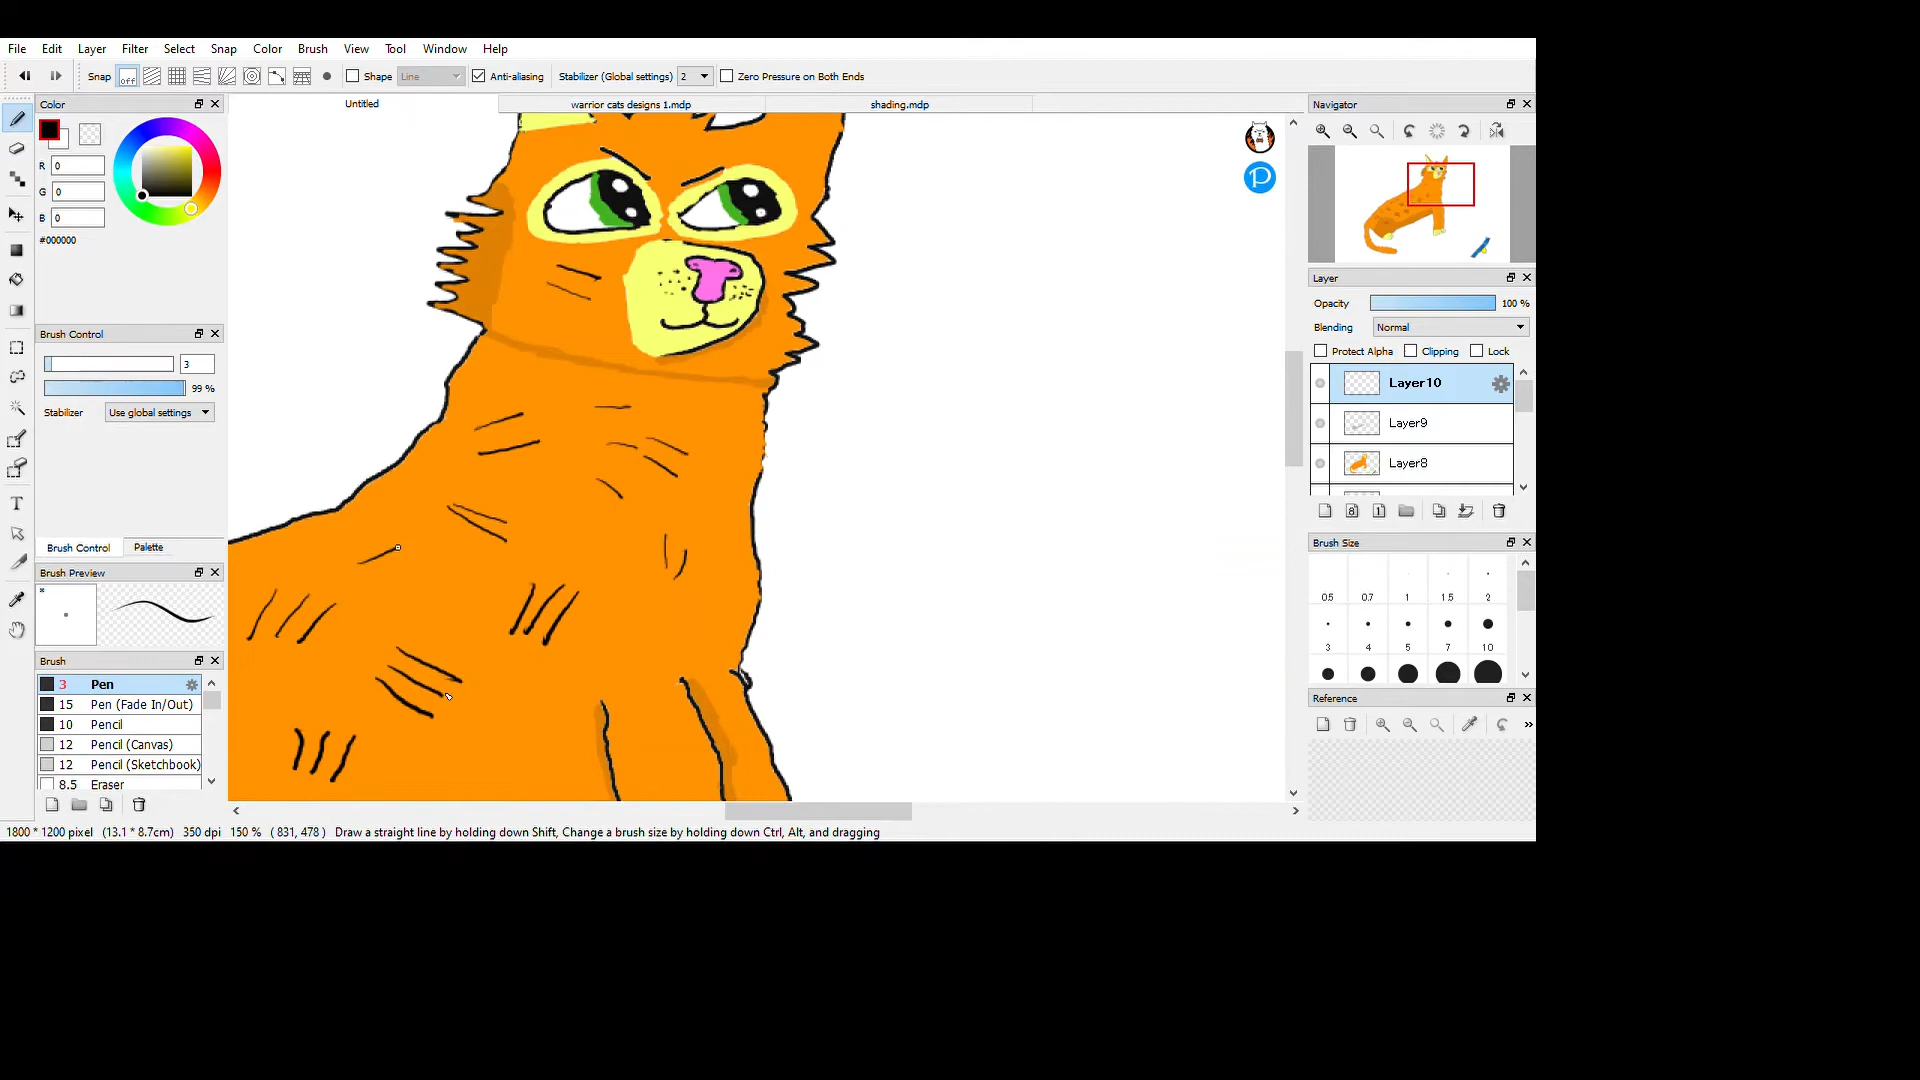 File Edit Layer Filter Select Snap Color Brush View Tool Window Help
Snap off Shape Line Anti-aliasing Stabilizer (Global settings) 2 Zero Pressure on Both Ends
Color
Untitled
warrior cats designs 1.mdp
shading.mdp
Navigator
R 0
G 0
B 0
#000000
Layer
Opacity 100 %
Blending Normal
Protect Alpha Clipping Lock
Layer10
Layer9
Layer8
Brush Control
3
99 %
Stabilizer Use global settings
Brush Control Palette
Brush Preview
Brush
3 Pen
15 Pen (Fade In/Out)
10 Pencil
12 Pencil (Canvas)
12 Pencil (Sketchbook)
8.5 Eraser
Brush Size
0.5 0.7 1 1.5 2
3 4 5 7 10
Reference
1800 * 1200 pixel (13.1 * 8.7cm) 350 dpi 150 % ( 831, 478 ) Draw a straight line by holding down Shift, Change a brush size by holding down Ctrl, Alt, and dragging